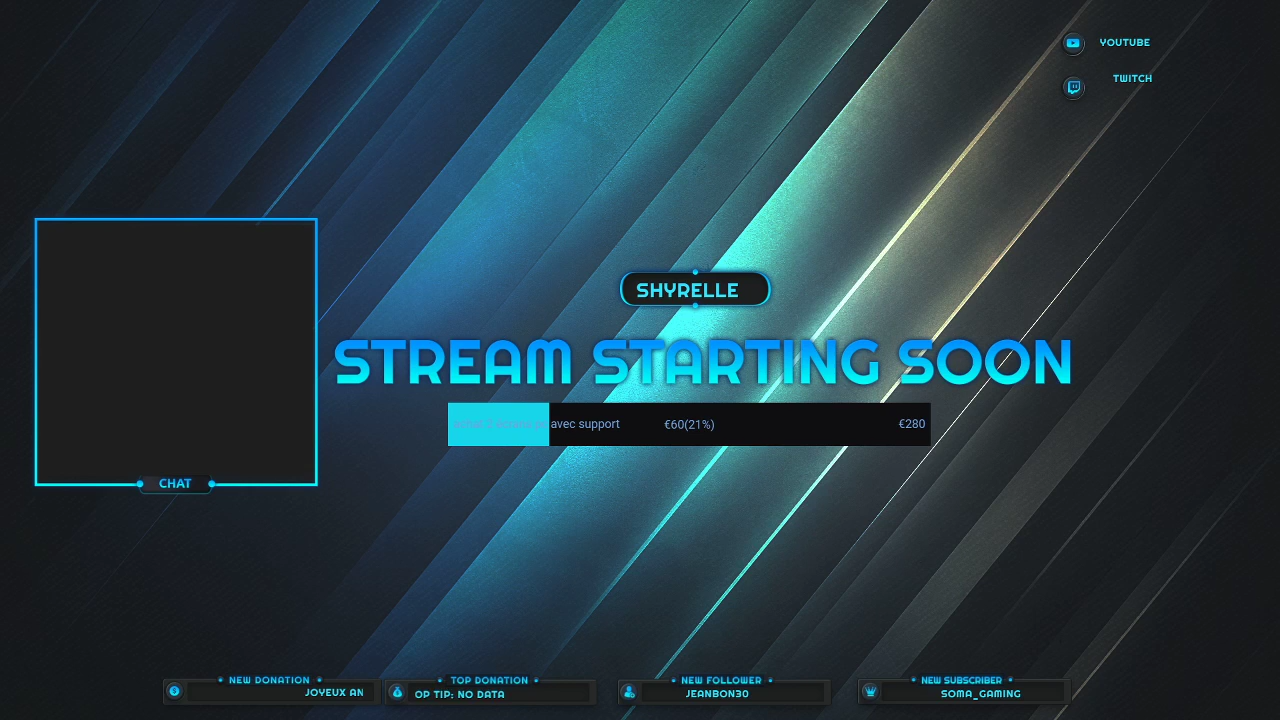 YOUTUBE
TWITCH
SHYRELLE
STREAM STARTING SOON
avec support €60(21%) €280
CHAT
NEW DONATION
JOYEUX AN
TOP DONATION
OP TIP: NO DATA
NEW FOLLOWER
JEANBON30
NEW SUBSCRIBER
SOMA_GAMING